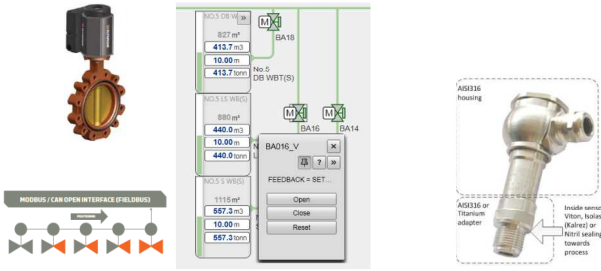 NO.5 DB WB
827 m³
413.7 m3
10.00 m
413.7 tonn
M
BA18
No.5
DB WBT(S)
NO.5 LS WB(S)
880 m³
440.0 m3
10.00 m
440.0 tonn
M
M
BA16
BA14
NO.5 S WB(S)
1115 m³
557.3 m3
10.00 m
557.3 tonn
BA016_V
?
FEEDBACK = SET...
Open
Close
Reset
MODBUS / CAN OPEN INTERFACE (FIELDBUS)
AISI316
housing
AISI316 or
Titanium
adapter
Inside senso
Viton, Isolas
(Kalrez) or
Nitril sealing
towards
process